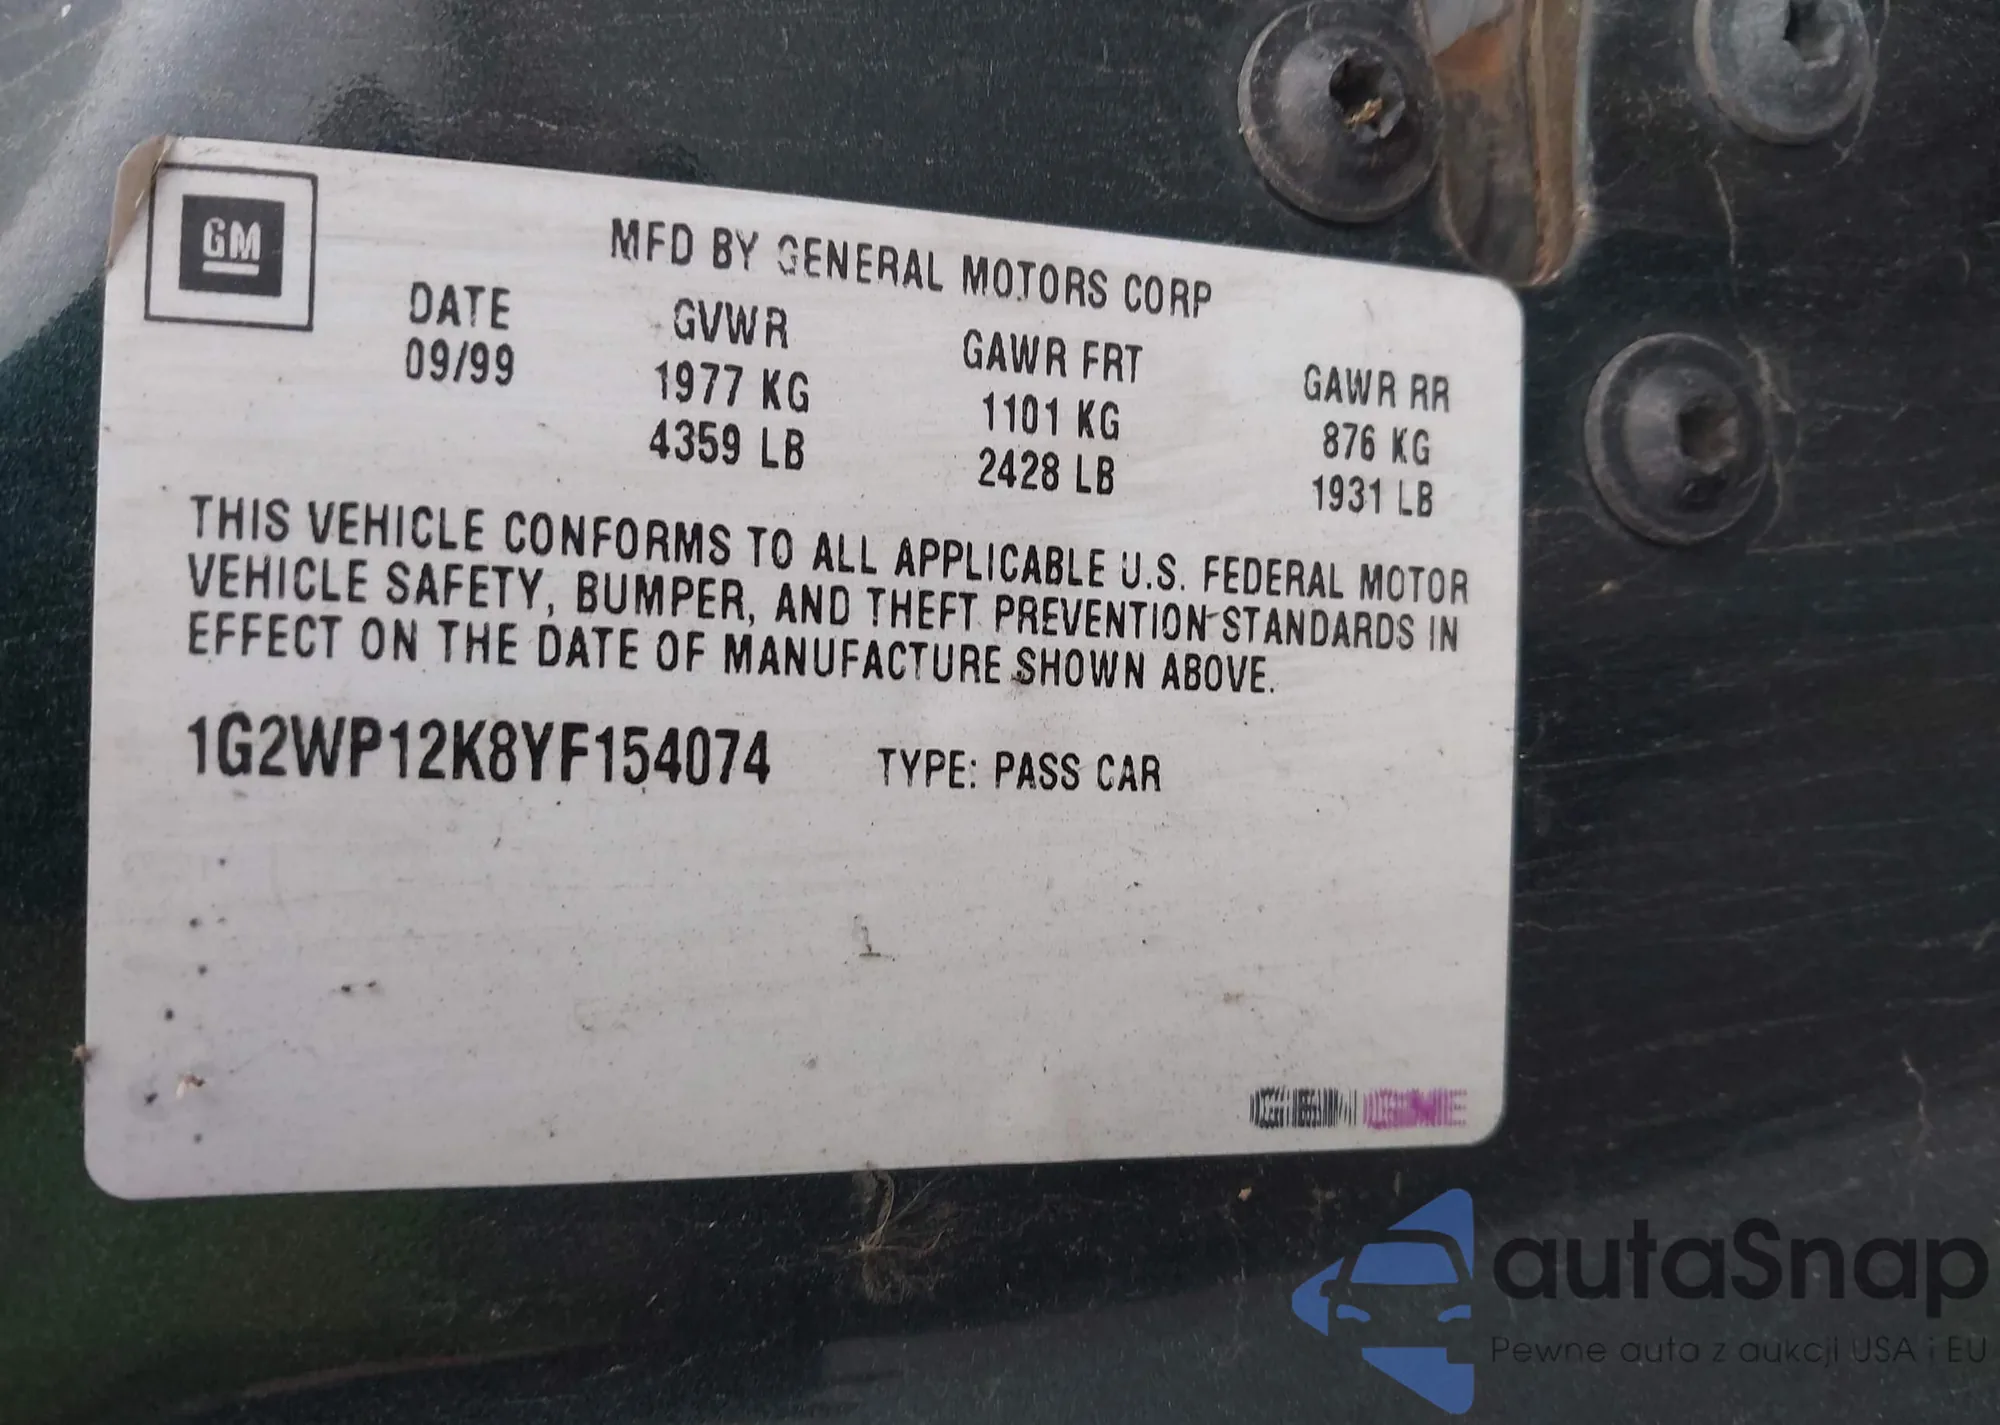 GM
MFD BY GENERAL MOTORS CORP
DATE GVWR GAWR FRT GAWR RR
09/99 1977 KG 1101 KG 876 KG
4359 LB 2428 LB 1931 LB
THIS VEHICLE CONFORMS TO ALL APPLICABLE U.S. FEDERAL MOTOR
VEHICLE SAFETY, BUMPER, AND THEFT PREVENTION STANDARDS IN
EFFECT ON THE DATE OF MANUFACTURE SHOWN ABOVE.
1G2WP12K8YF154074 TYPE: PASS CAR
autaSnap
Pewne auta z aukcji USA i EU